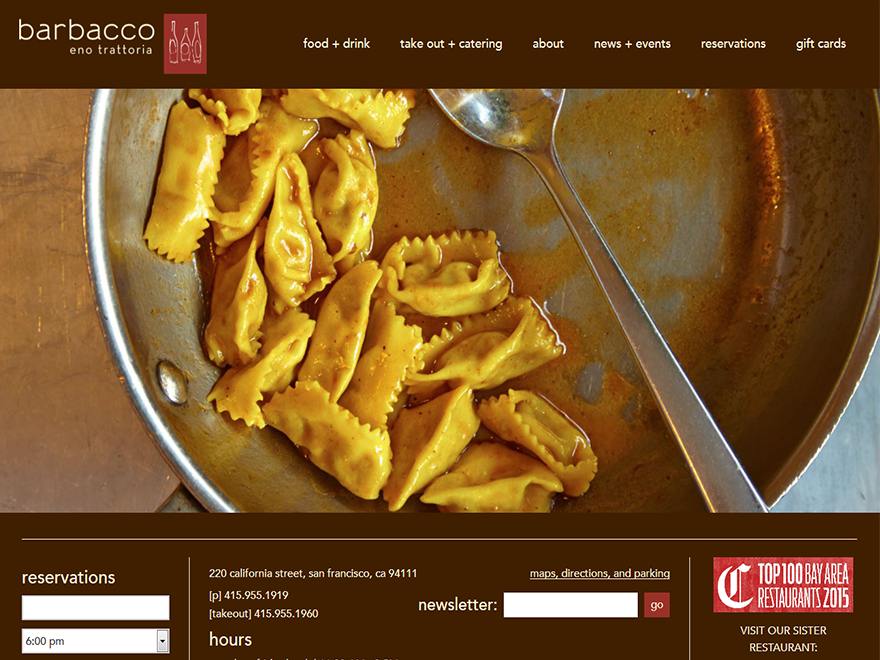 barbacco
eno trattoria
food + drink
take out + catering
about
news + events
reservations
gift cards
reservations
6:00 pm
220 california street, san francisco, ca 94111
maps, directions, and parking
[p] 415.955.1919
[takeout] 415.955.1960
newsletter:
go
hours
C
TOP 100 BAY AREA
RESTAURANTS 2015
VISIT OUR SISTER
RESTAURANT: